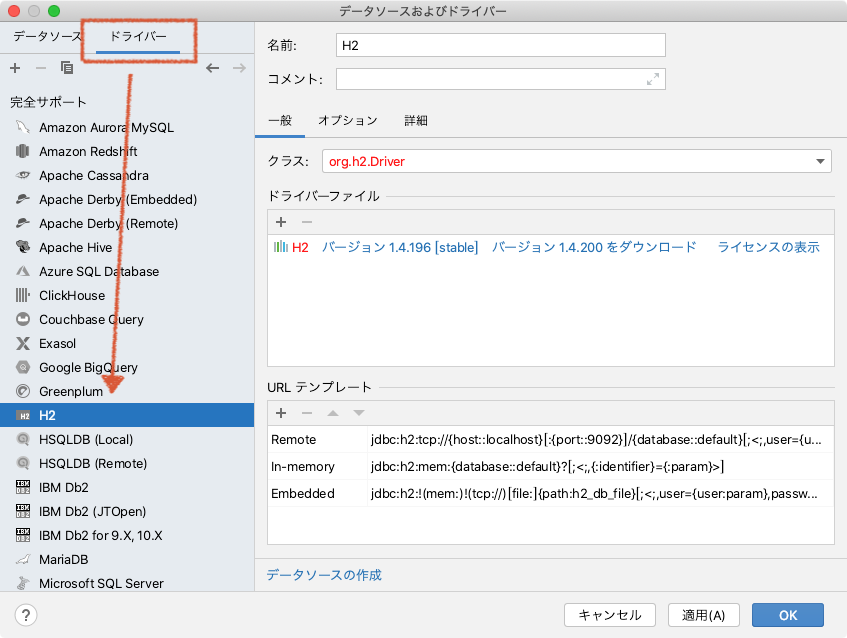 データソースおよびドライバー
データソース ドライバー
完全サポート
Amazon Aurora MySQL
Amazon Redshift
Apache Cassandra
Apache Derby (Embedded)
Apache Derby (Remote)
Apache Hive
Azure SQL Database
ClickHouse
Couchbase Query
Exasol
Google BigQuery
Greenplum
H2
HSQLDB (Local)
HSQLDB (Remote)
IBM Db2
IBM Db2 (JTOpen)
IBM Db2 for 9.X, 10.X
MariaDB
Microsoft SQL Server
名前: H2
コメント:
一般 オプション 詳細
クラス: org.h2.Driver
ドライバーファイル
H2 バージョン 1.4.196 [stable] バージョン 1.4.200 をダウンロード ライセンスの表示
URL テンプレート
Remote jdbc:h2:tcp://{host::localhost}[:{port::9092}]/{database::default}[;<;,user={u...
In-memory jdbc:h2:mem:{database::default}?[;<;,{:identifier}={:param}>]
Embedded jdbc:h2:!(mem:)!(tcp://)[file:]{path:h2_db_file}[;<;,user={user:param},passw...
データソースの作成
? キャンセル 適用(A) OK